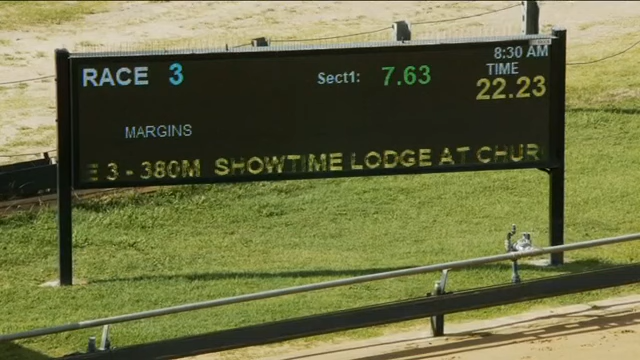 8:30 AM
RACE 3 Sect1: 7.63 TIME
22.23
MARGINS
E 3 - 380M SHOWTIME LODGE AT CHUR